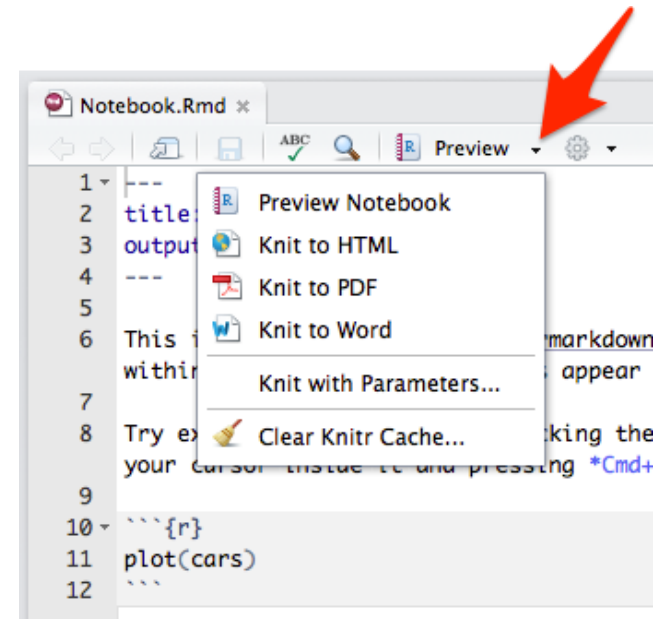 Notebook.Rmd ×
ABC Preview
1 ---
Preview Notebook
2 title:
3 output
Knit to HTML
4 ---
Knit to PDF
5
6 This
Knit to Word
markdown
within
appear
Knit with Parameters...
7
8 Try ex
Clear Knitr Cache...
king the
your cursor inside it and pressing *Cmd+
9
10 ```{r}
11 plot(cars)
12 ```